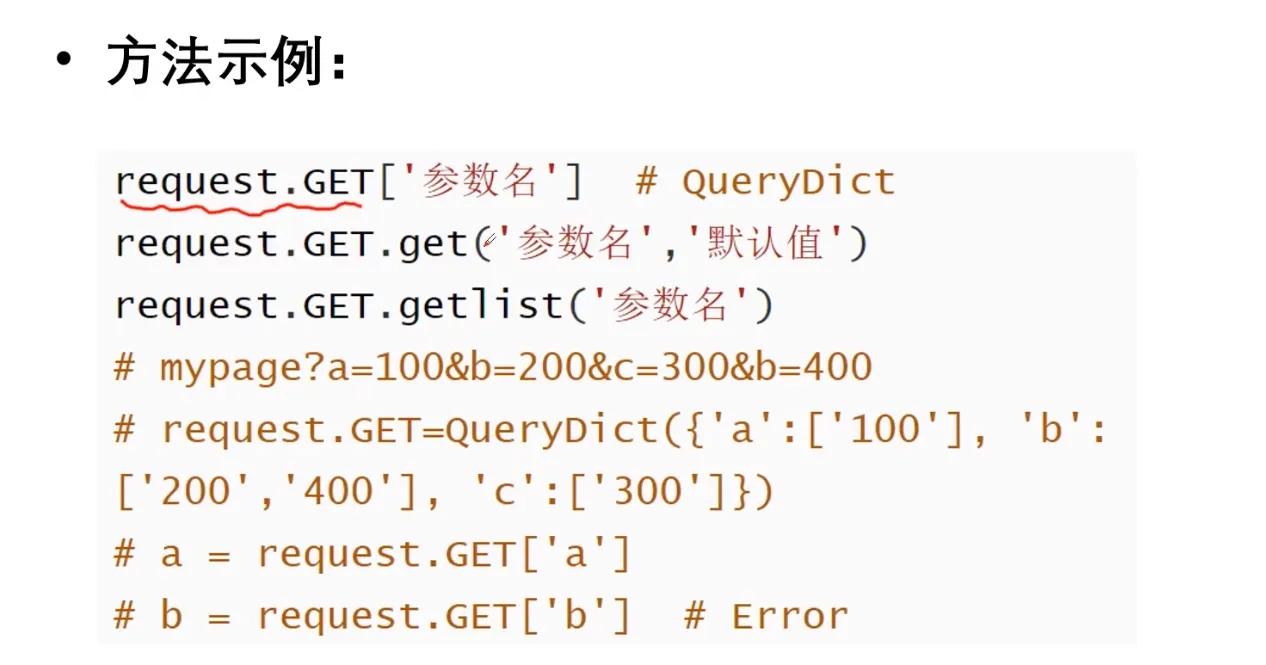 • 方法示例：
request.GET['参数名']  # QueryDict
request.GET.get('参数名','默认值')
request.GET.getlist('参数名')
# mypage?a=100&b=200&c=300&b=400
# request.GET=QueryDict({'a':['100'], 'b':
['200','400'], 'c':['300']})
# a = request.GET['a']
# b = request.GET['b']  # Error